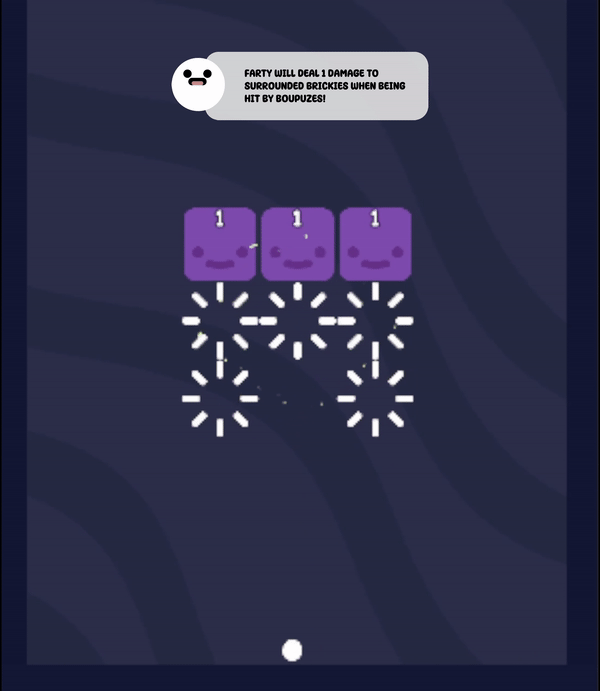 FARTY WILL DEAL 1 DAMAGE TO
SURROUNDED BRICKIES WHEN BEING
HIT BY BOUPUZES!
1 1 1